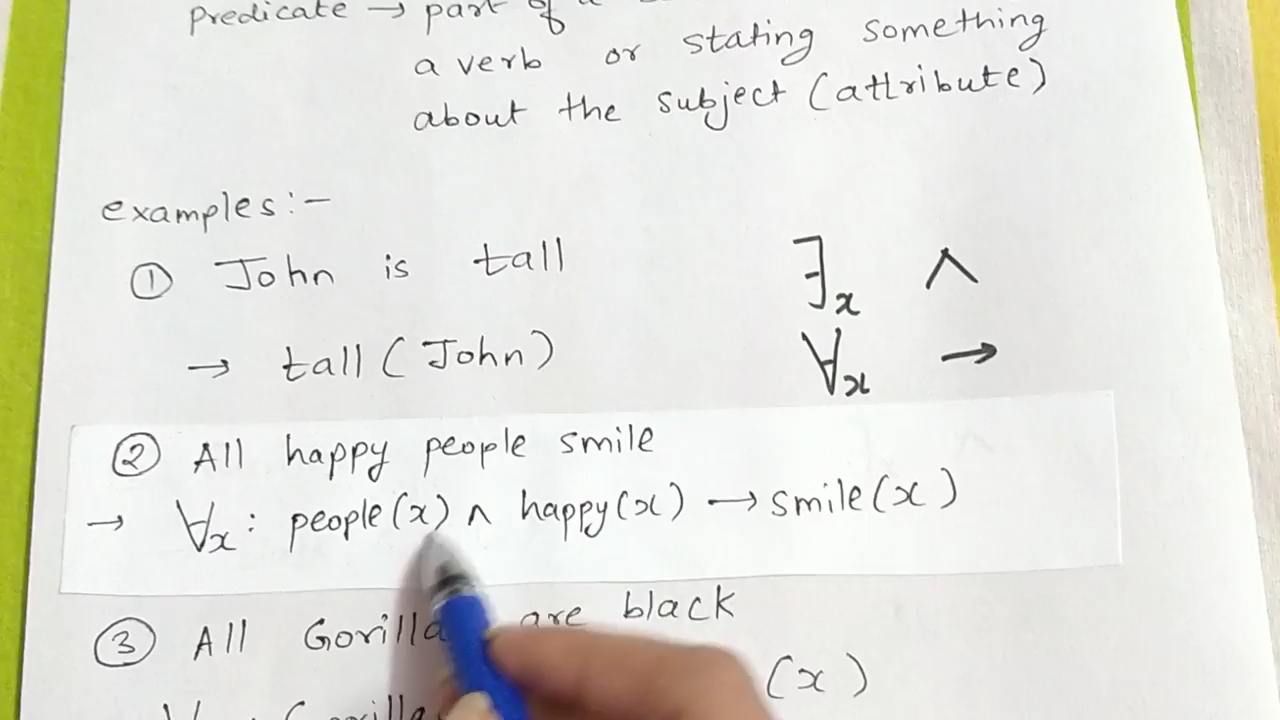 predicate → part of a
a verb or stating something
about the subject (attribute)
examples:-
① John is tall
∃x ∧
→ tall (John)
∀x →
② All happy people smile
→ ∀x : people(x) ∧ happy(x) → smile(x)
③ All Gorilla are black
(x)